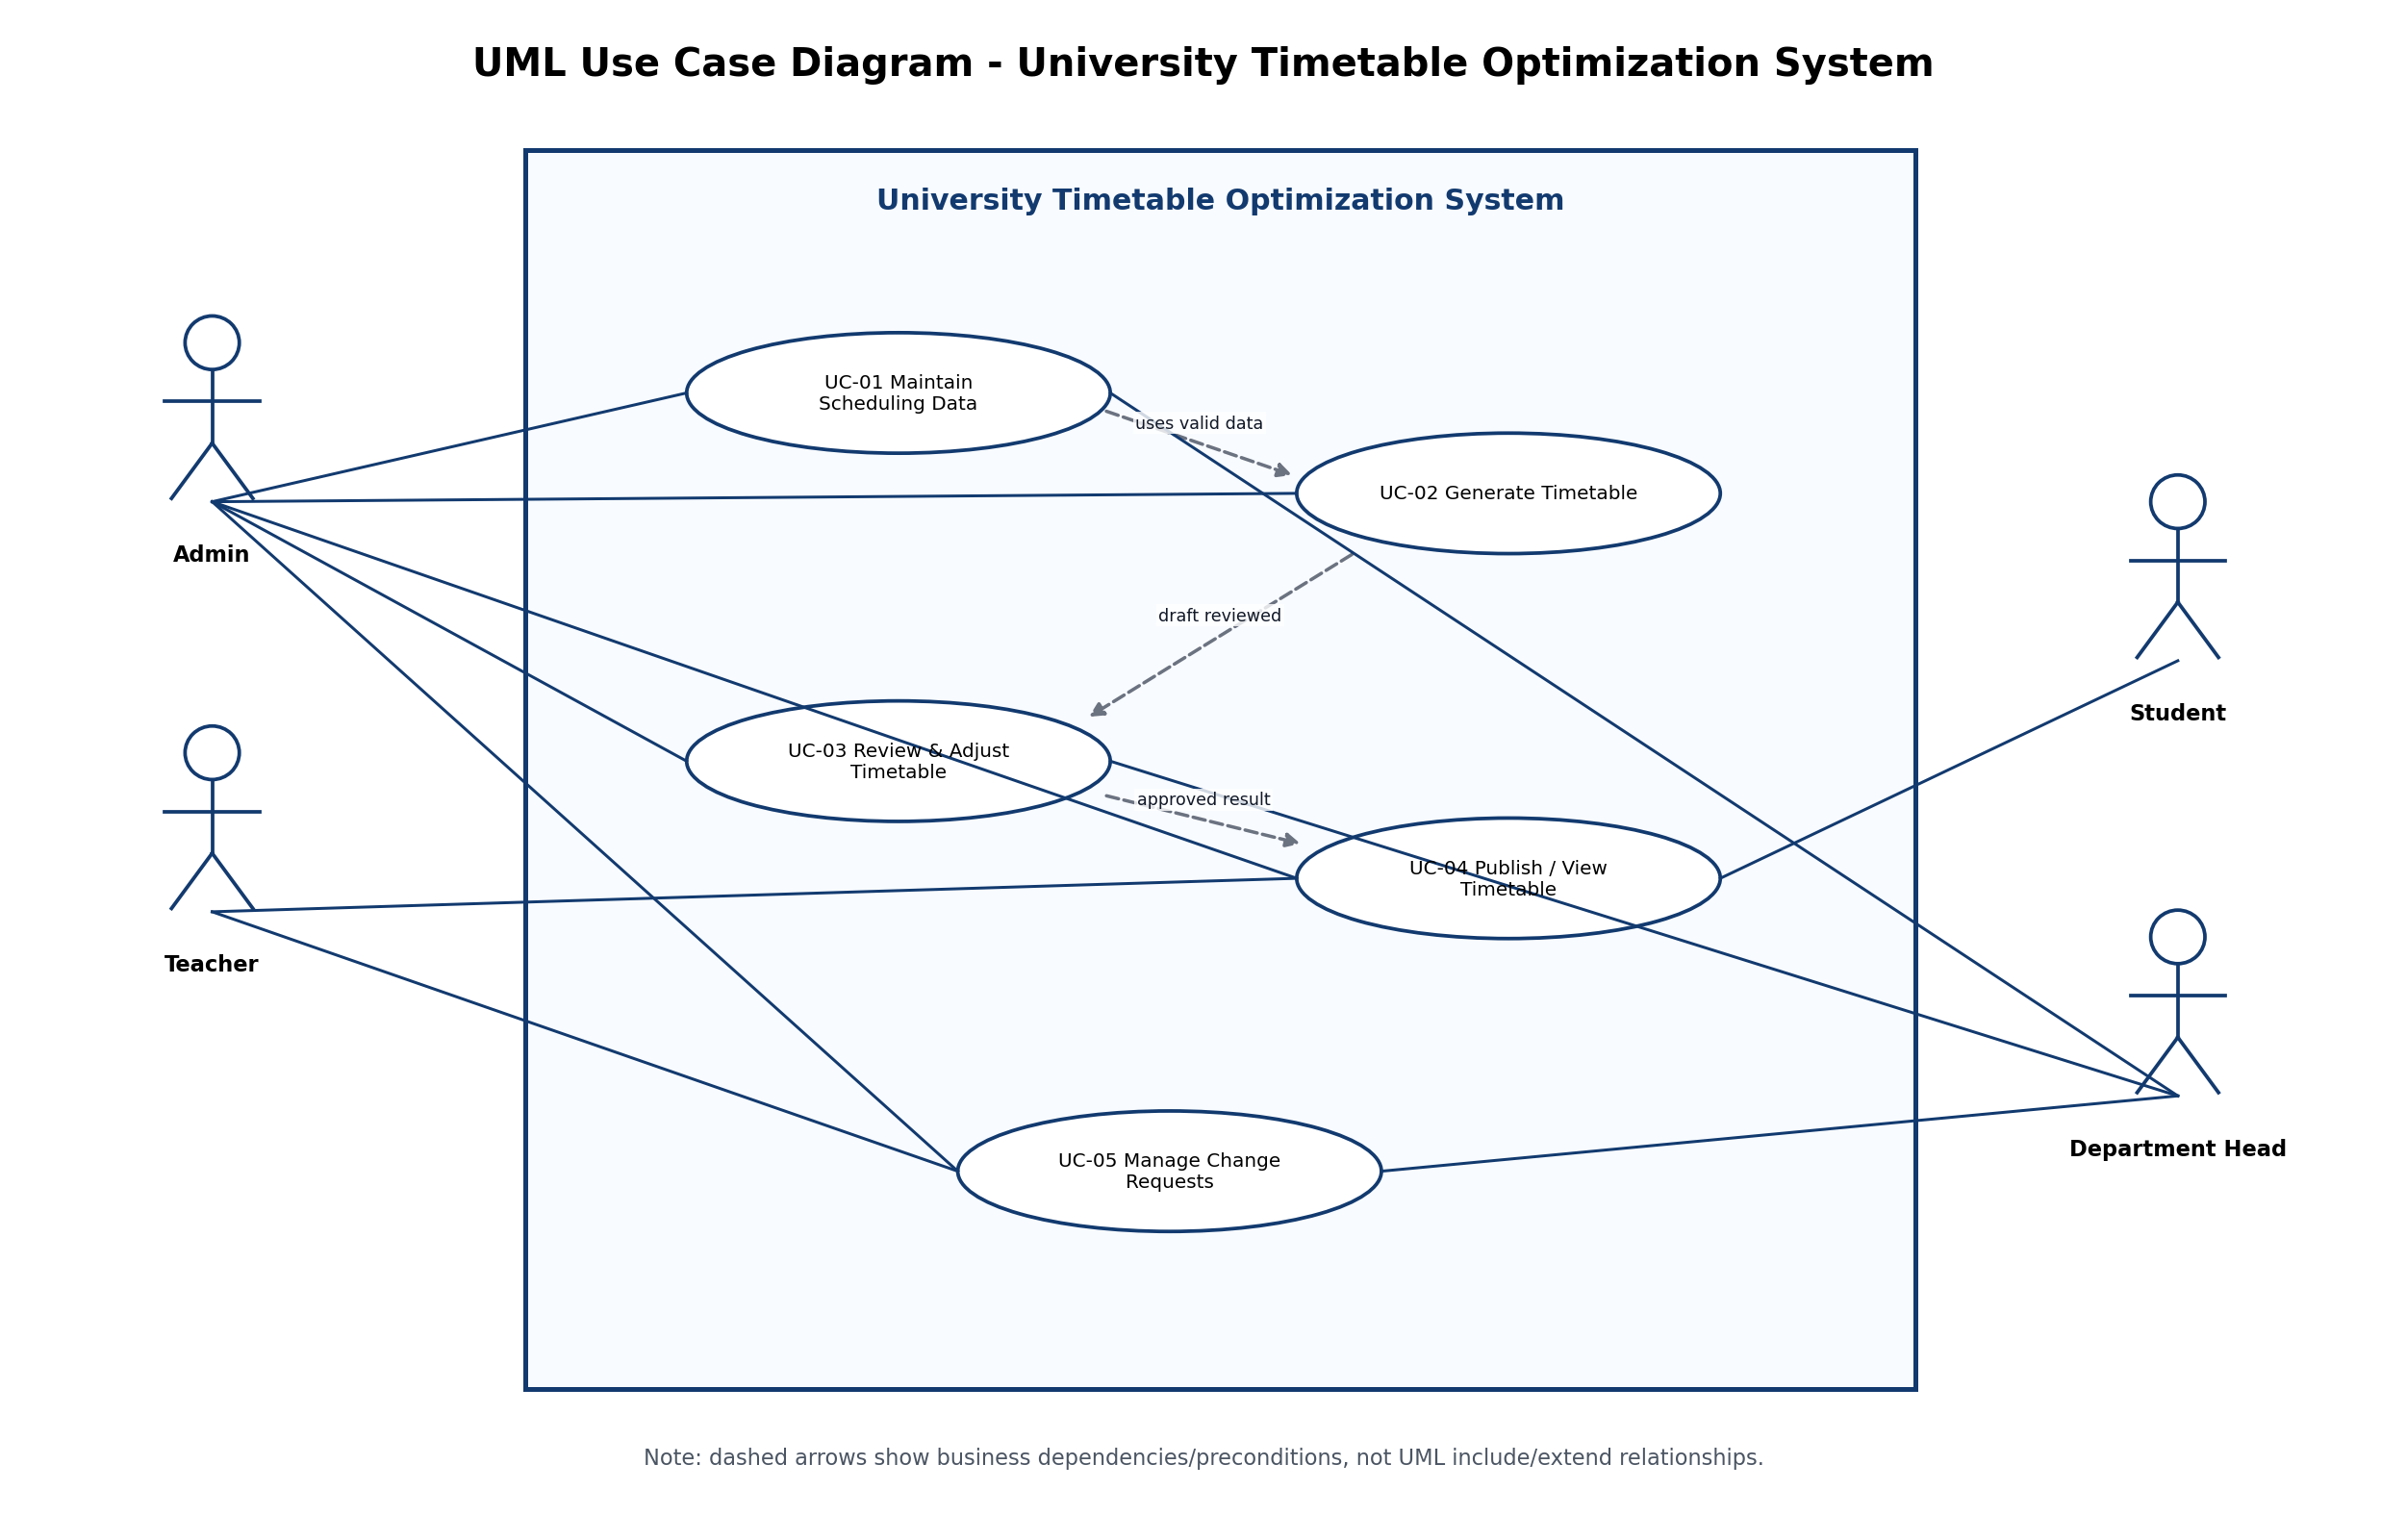 UML Use Case Diagram - University Timetable Optimization System
University Timetable Optimization System
UC-01 Maintain
Scheduling Data
uses valid data
UC-02 Generate Timetable
Admin
draft reviewed
Student
UC-03 Review & Adjust
Timetable
approved result
UC-04 Publish / View
Timetable
Teacher
Department Head
UC-05 Manage Change
Requests
Note: dashed arrows show business dependencies/preconditions, not UML include/extend relationships.